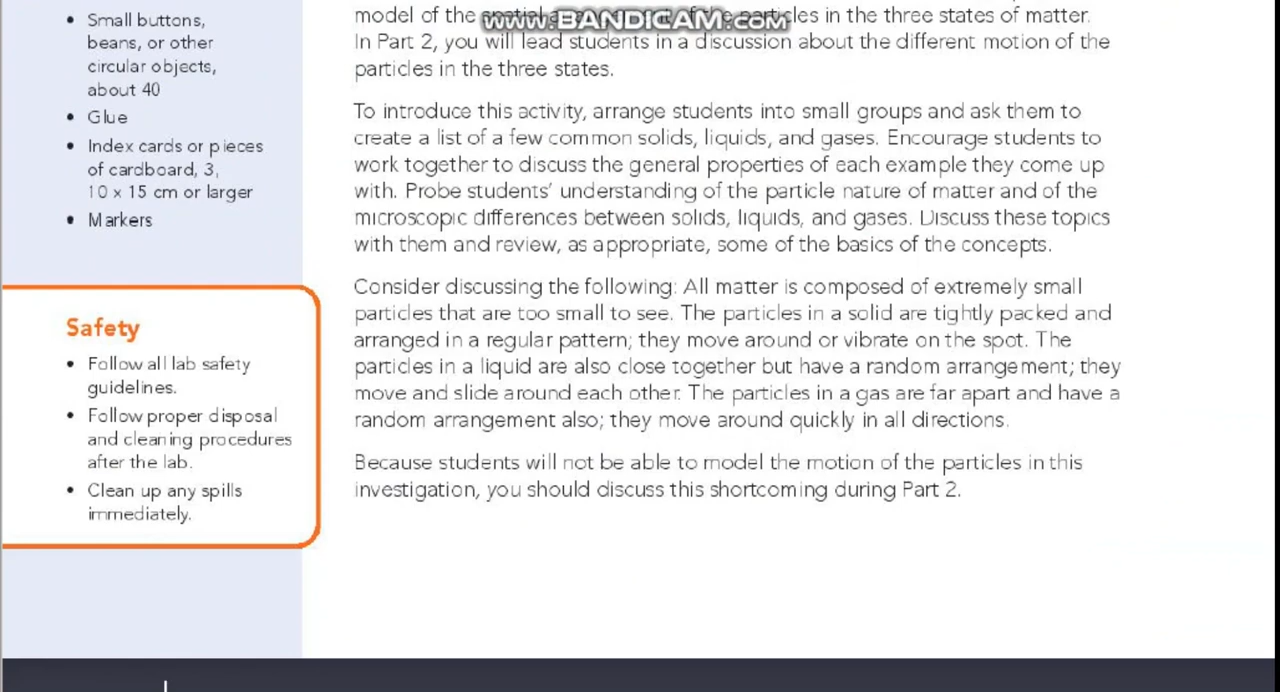 Small buttons,
beans, or other
circular objects,
about 40
Glue
Index cards or pieces
of cardboard, 3,
10 x 15 cm or larger
Markers
Safety
Follow all lab safety
guidelines.
Follow proper disposal
and cleaning procedures
after the lab.
Clean up any spills
immediately.
www.BANDICAM.com
model of the spatial arrangement of the particles in the three states of matter.
In Part 2, you will lead students in a discussion about the different motion of the
particles in the three states.
To introduce this activity, arrange students into small groups and ask them to
create a list of a few common solids, liquids, and gases. Encourage students to
work together to discuss the general properties of each example they come up
with. Probe students' understanding of the particle nature of matter and of the
microscopic differences between solids, liquids, and gases. Discuss these topics
with them and review, as appropriate, some of the basics of the concepts.
Consider discussing the following: All matter is composed of extremely small
particles that are too small to see. The particles in a solid are tightly packed and
arranged in a regular pattern; they move around or vibrate on the spot. The
particles in a liquid are also close together but have a random arrangement; they
move and slide around each other. The particles in a gas are far apart and have a
random arrangement also; they move around quickly in all directions.
Because students will not be able to model the motion of the particles in this
investigation, you should discuss this shortcoming during Part 2.